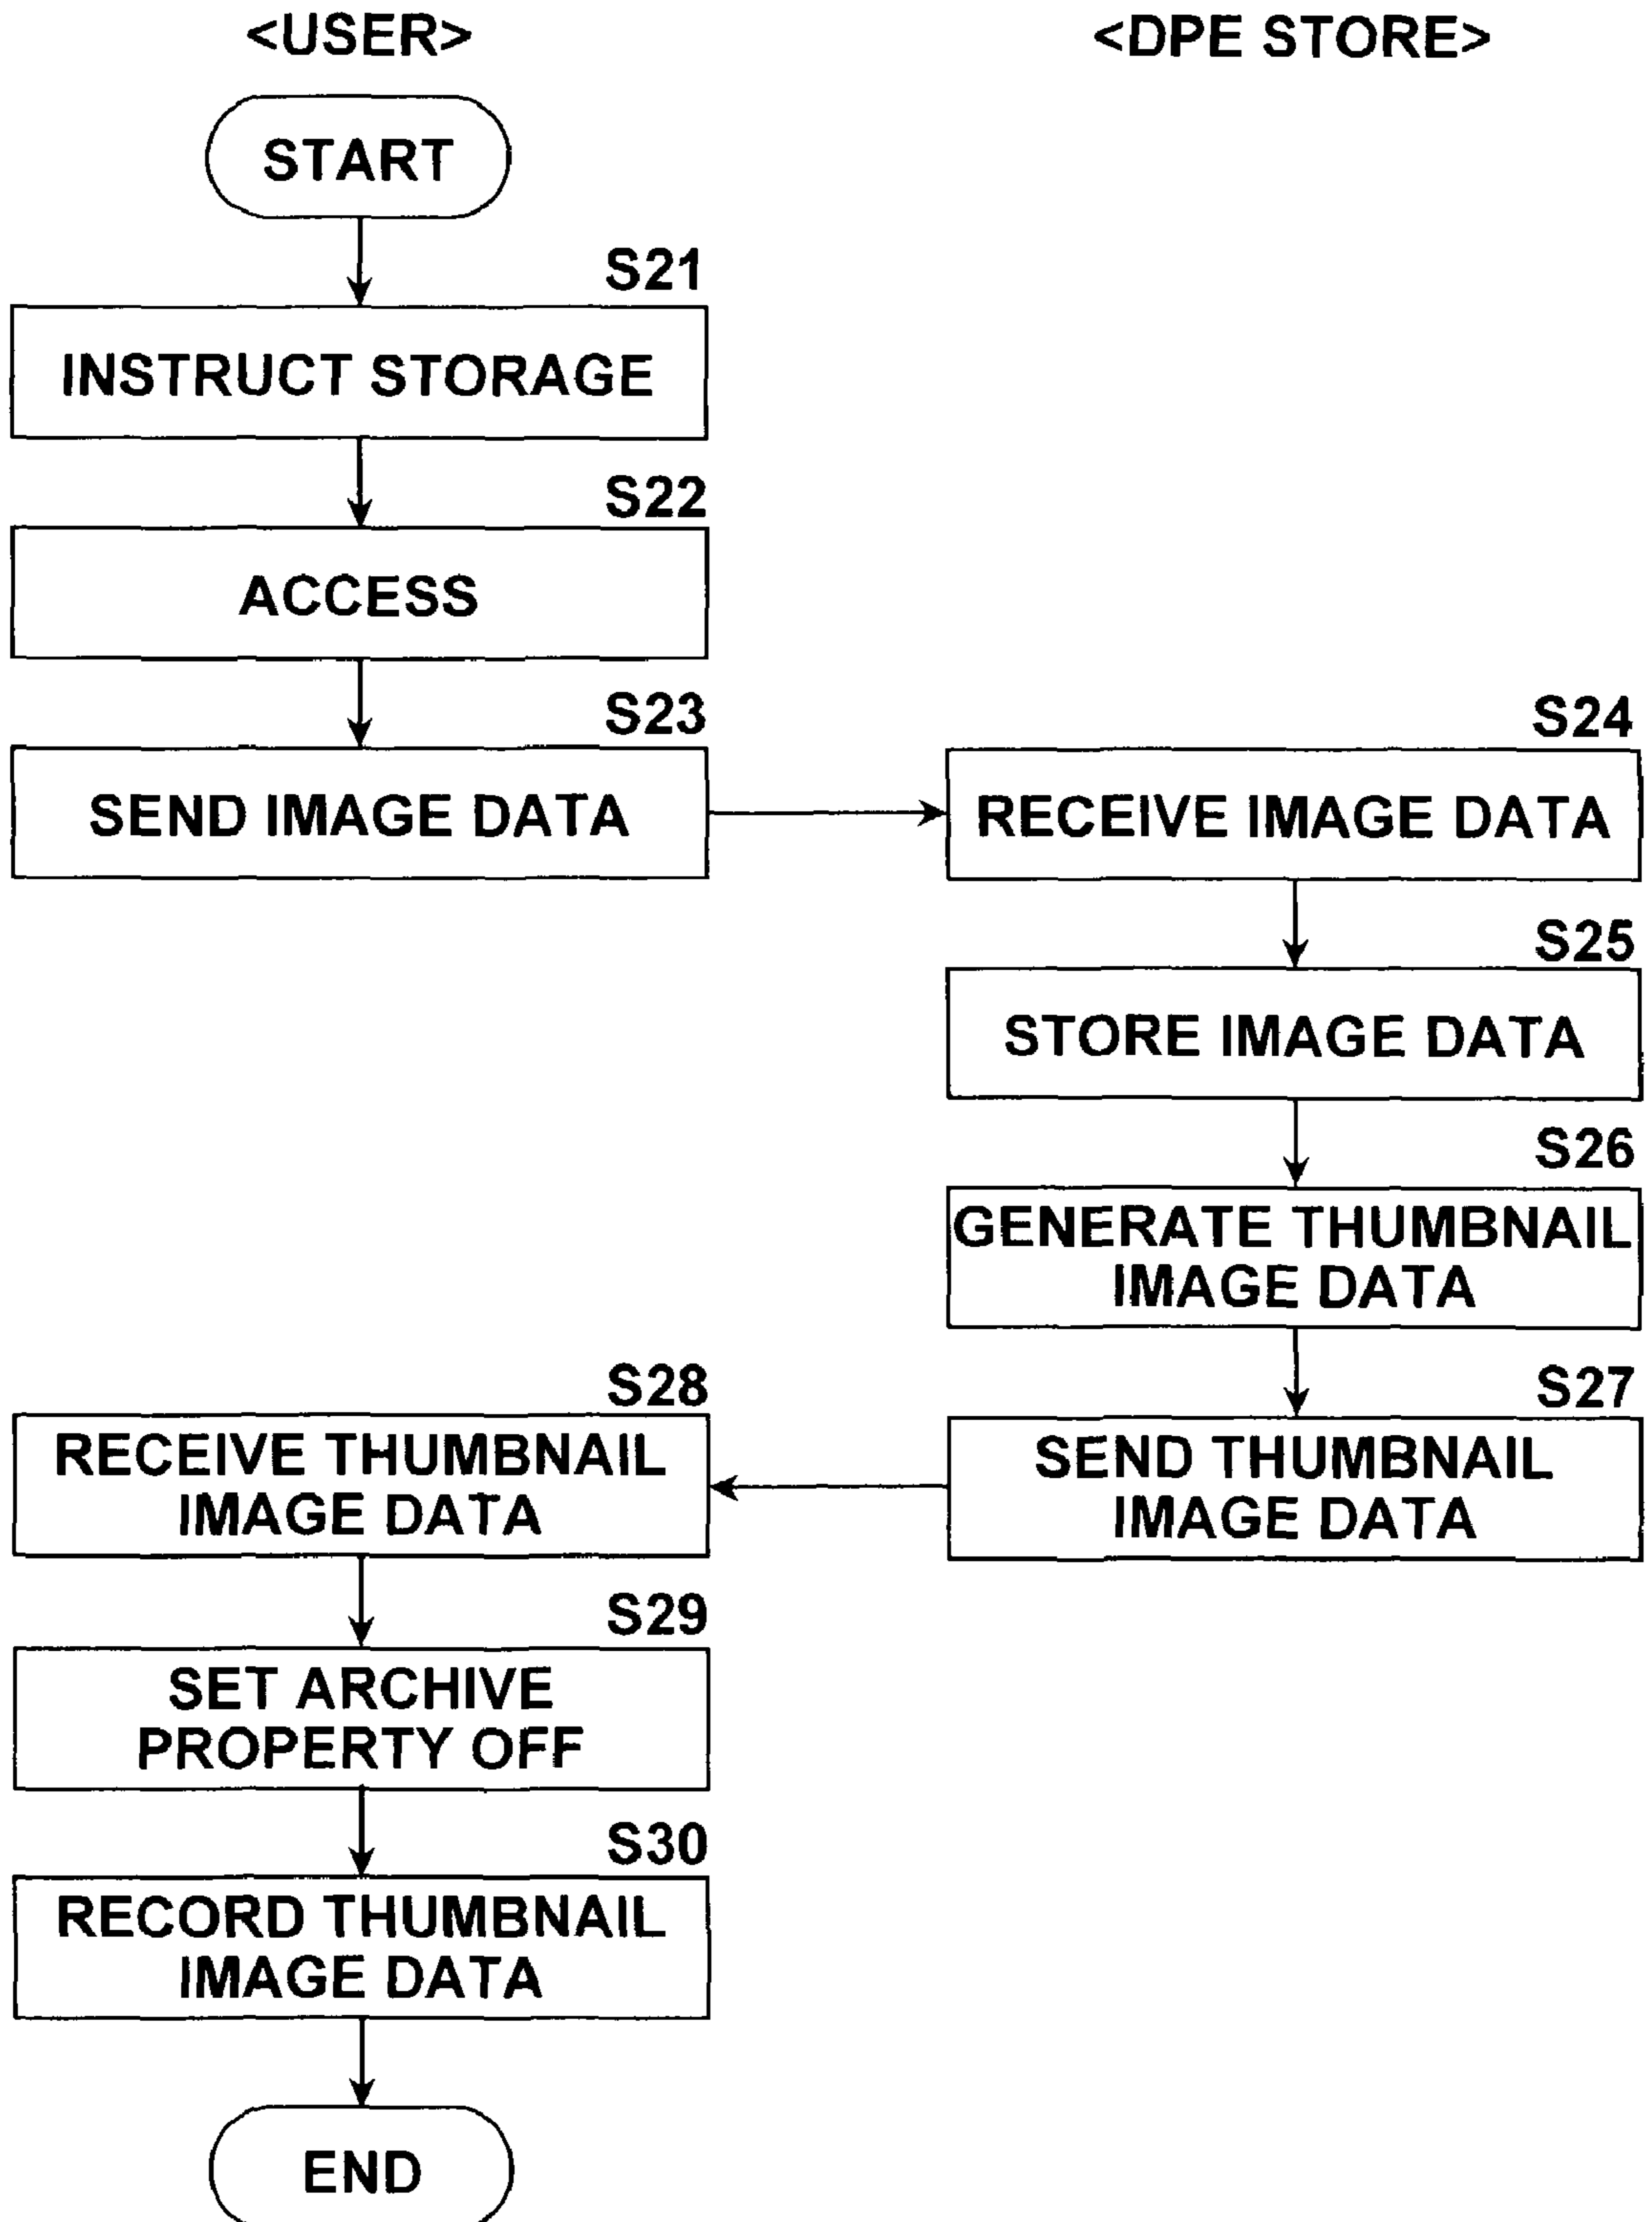 <USER>
<DPE STORE>
START
S21
INSTRUCT STORAGE
S22
ACCESS
S23
SEND IMAGE DATA
S24
RECEIVE IMAGE DATA
S25
STORE IMAGE DATA
S26
GENERATE THUMBNAIL
IMAGE DATA
S27
SEND THUMBNAIL
IMAGE DATA
S28
RECEIVE THUMBNAIL
IMAGE DATA
S29
SET ARCHIVE
PROPERTY OFF
S30
RECORD THUMBNAIL
IMAGE DATA
END